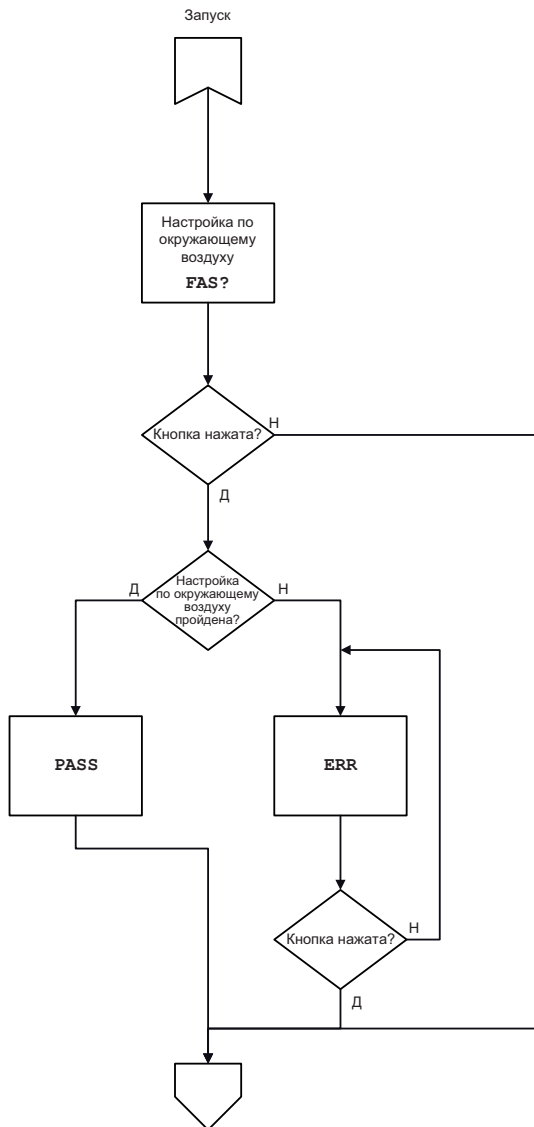 Запуск
Настройка по
окружающему
воздуху
FAS?
Кнопка нажата?
Н
Д
Настройка
по окружающему
воздуху
пройдена?
Д
Н
PASS
ERR
Кнопка нажата?
Н
Д